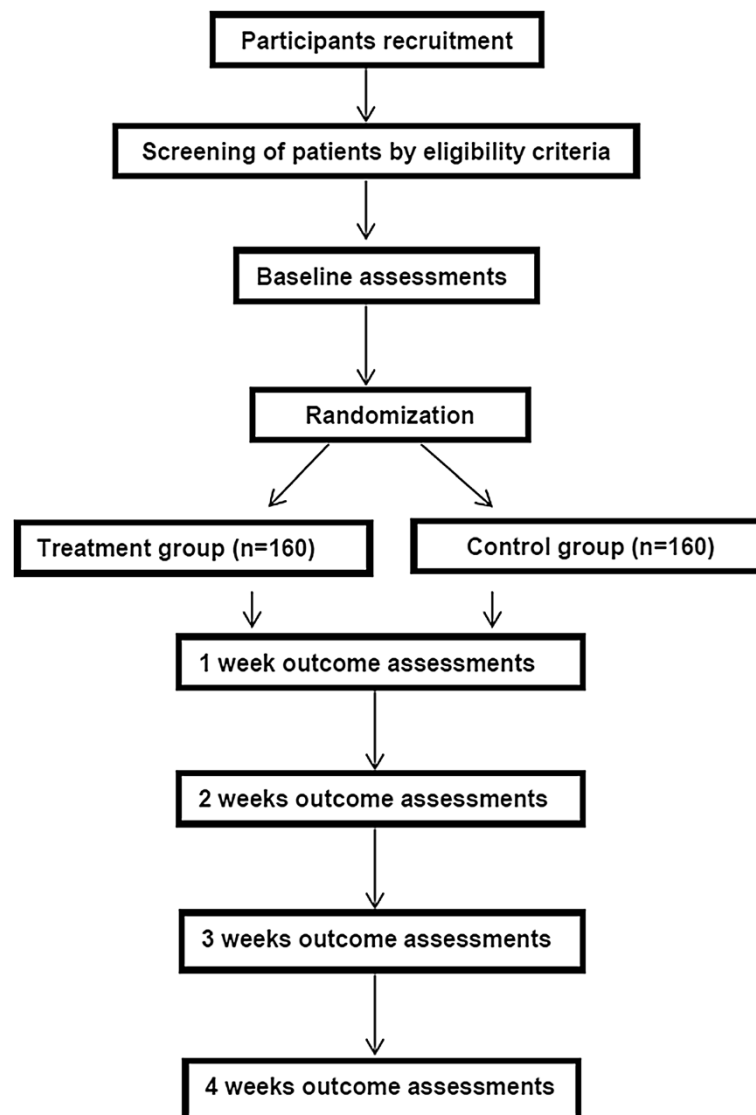 Participants recruitment
Screening of patients by eligibility criteria
Baseline assessments
Randomization
Treatment group (n=160)
Control group (n=160)
1 week outcome assessments
2 weeks outcome assessments
3 weeks outcome assessments
4 weeks outcome assessments